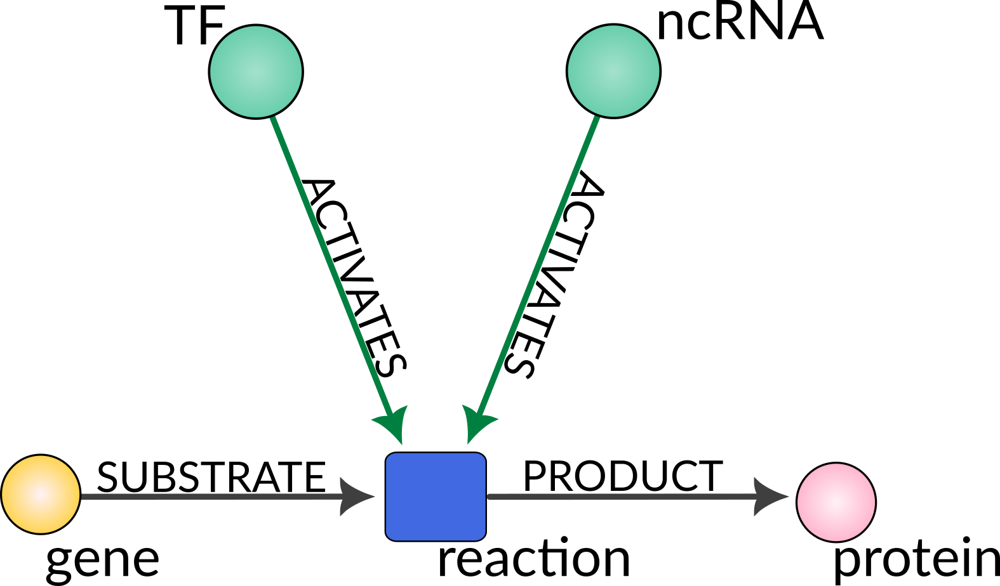 TF
ncRNA
ACTIVATES
ACTIVATES
SUBSTRATE
PRODUCT
gene
reaction
protein